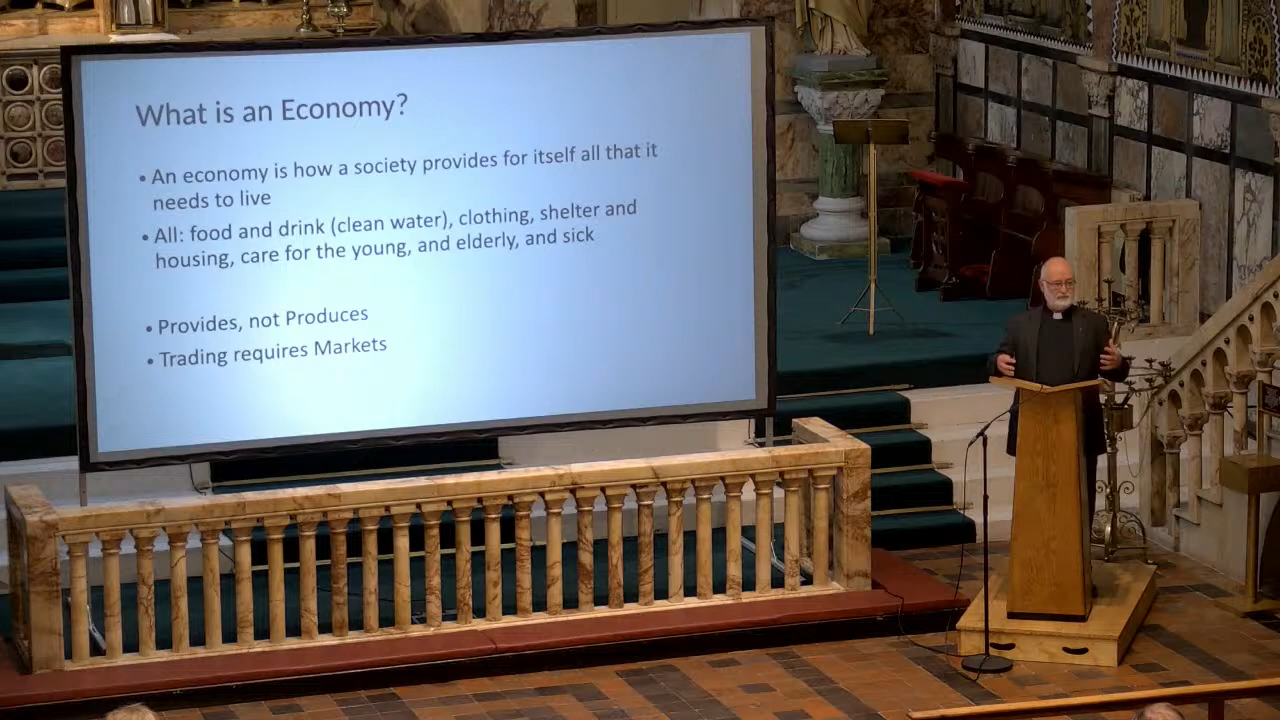 What is an Economy?
• An economy is how a society provides for itself all that it
needs to live
• All: food and drink (clean water), clothing, shelter and
housing, care for the young, and elderly, and sick
• Provides, not Produces
• Trading requires Markets